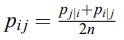 p_{ij} = \frac{p_{j|i} + p_{i|j}}{2n}